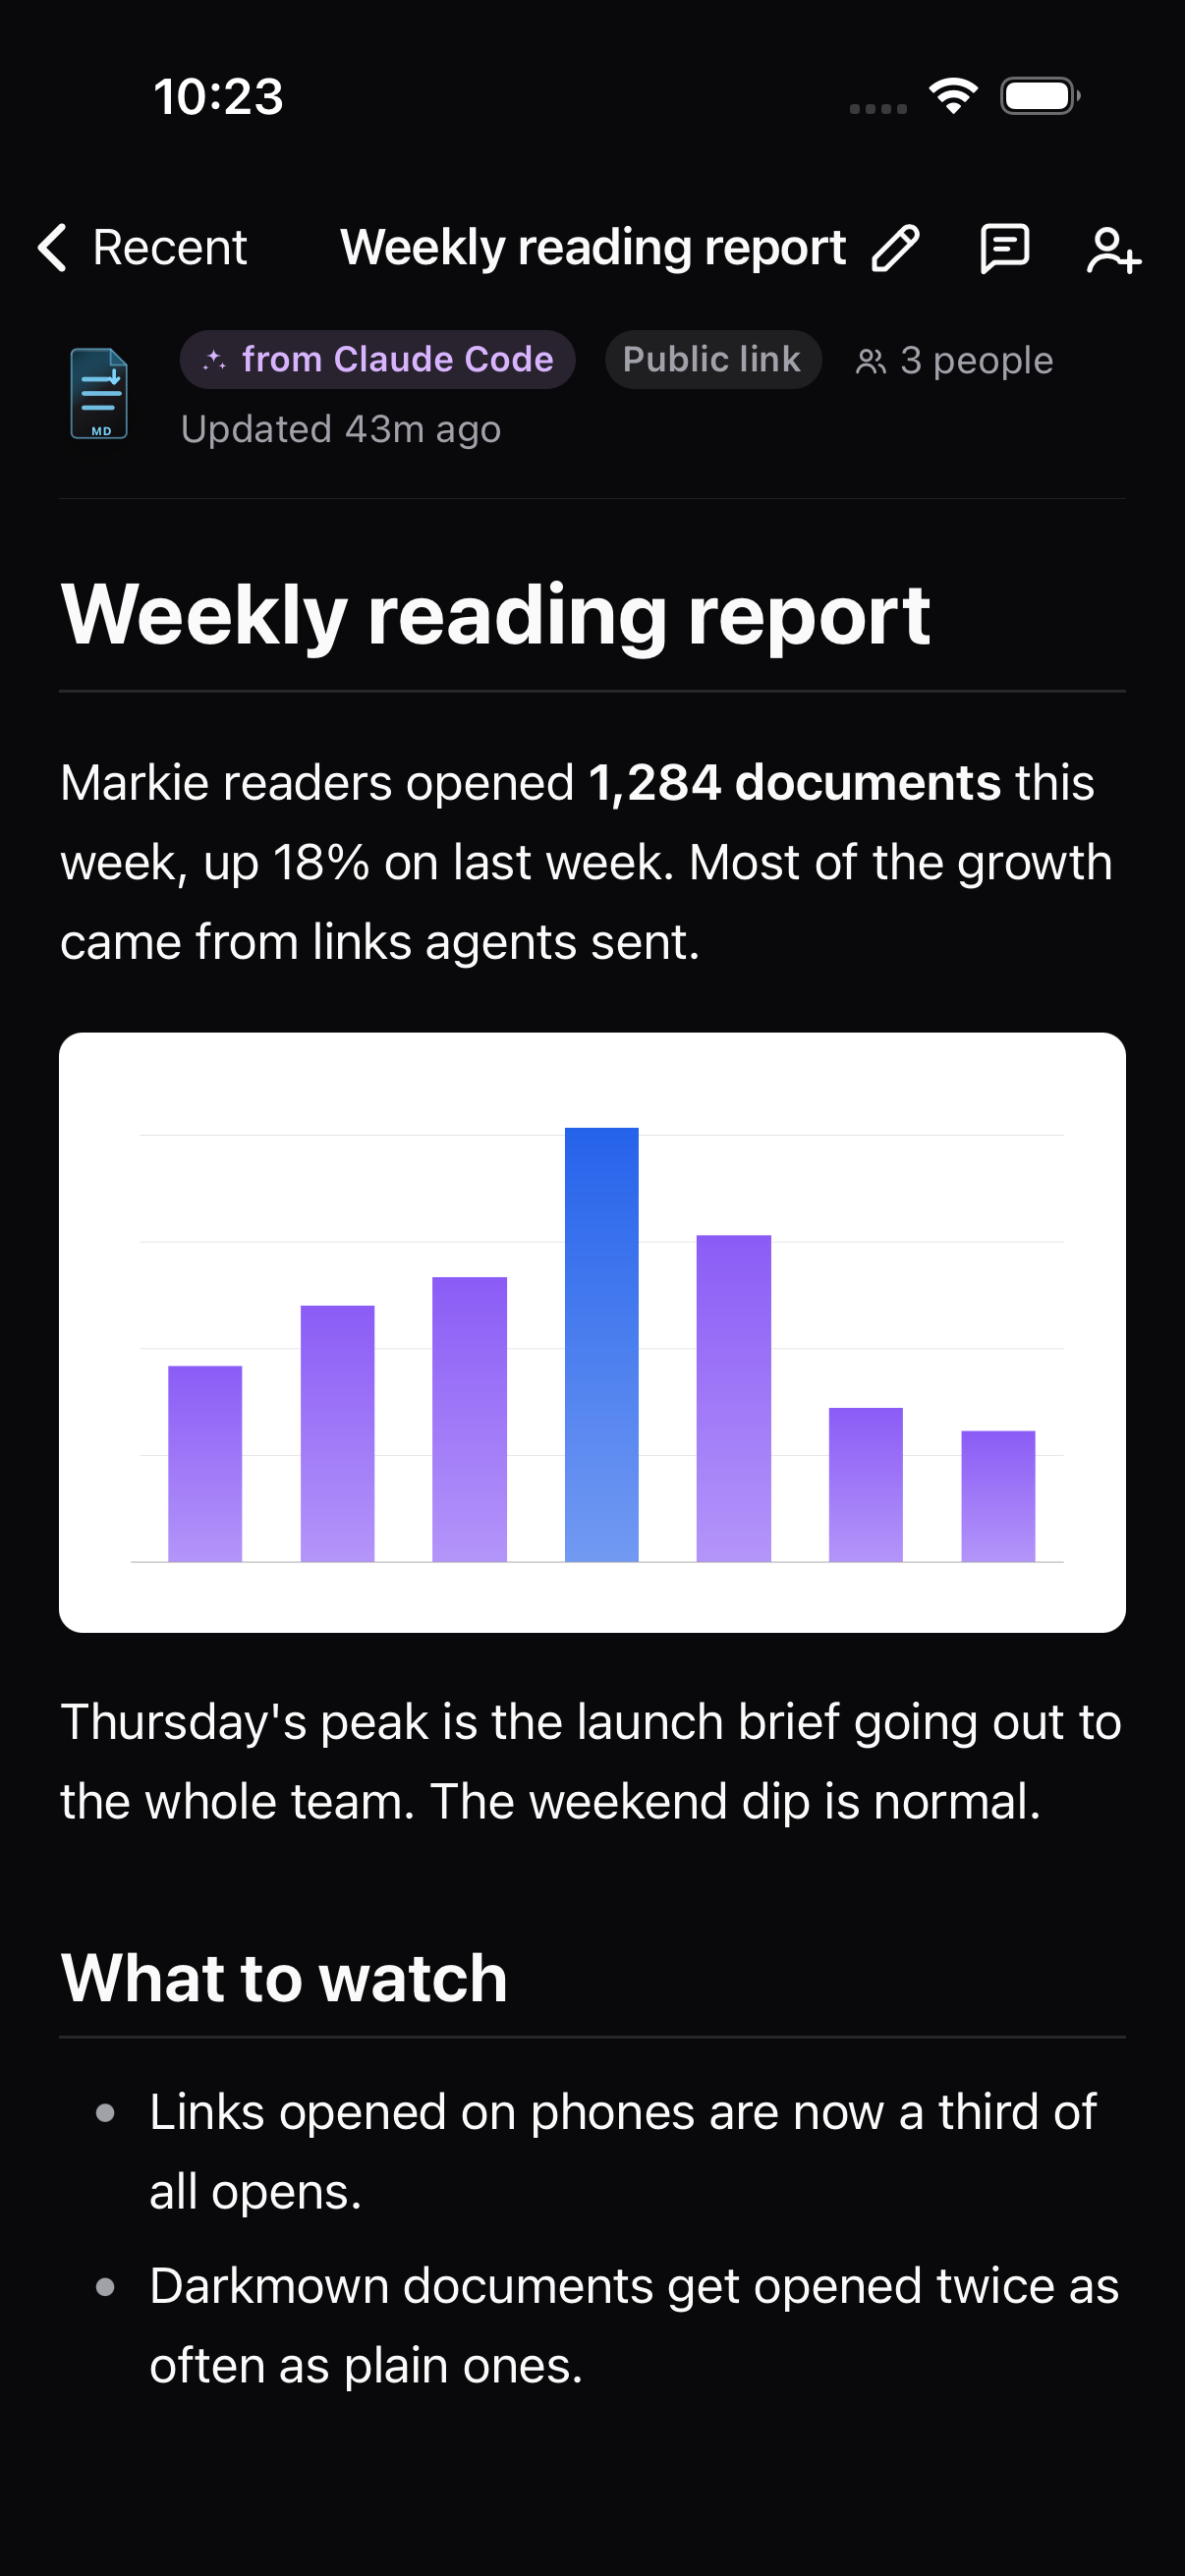 10:23
Recent
Weekly reading report
from Claude Code
Public link
3 people
MD
Updated 43m ago
Weekly reading report
Markie readers opened 1,284 documents this
week, up 18% on last week. Most of the growth
came from links agents sent.
Thursday's peak is the launch brief going out to
the whole team. The weekend dip is normal.
What to watch
Links opened on phones are now a third of
all opens.
Darkmown documents get opened twice as
often as plain ones.